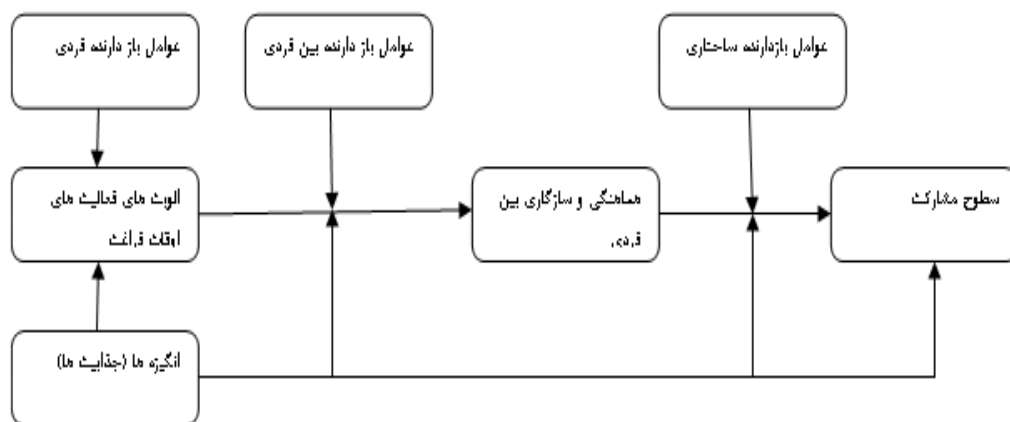 عوامل باز دارنده فردی
عوامل باز دارنده بین فردی
عوامل بازدارنده ساختاری
الویت های فعالیت های
اوقات فراغت
هماهنگی و سازگاری بین
فردی
سطوح مشارکت
انگیزه ها (جذابیت ها)